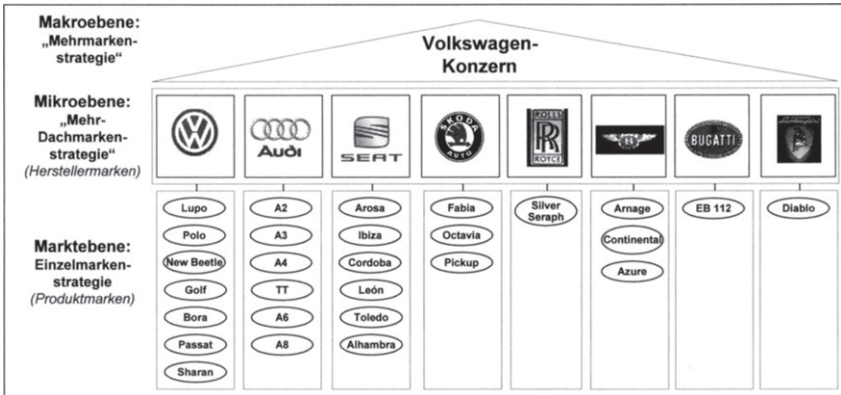 Makroebene:
„Mehrmarken-
strategie“
Volkswagen-
Konzern
Mikroebene:
„Mehr-
Dachmarken-
strategie“
(Herstellermarken)
VW
Audi
SEAT
SKODA
AUTO
ROLLS
RR
ROYCE
B
BUGATTI
Marktebene:
Einzelmarken-
strategie
(Produktmarken)
Lupo
Polo
New Beetle
Golf
Bora
Passat
Sharan
A2
A3
A4
TT
A6
A8
Arosa
Ibiza
Cordoba
León
Toledo
Alhambra
Fabia
Octavia
Pickup
Silver
Seraph
Arnage
Continental
Azure
EB 112
Diablo